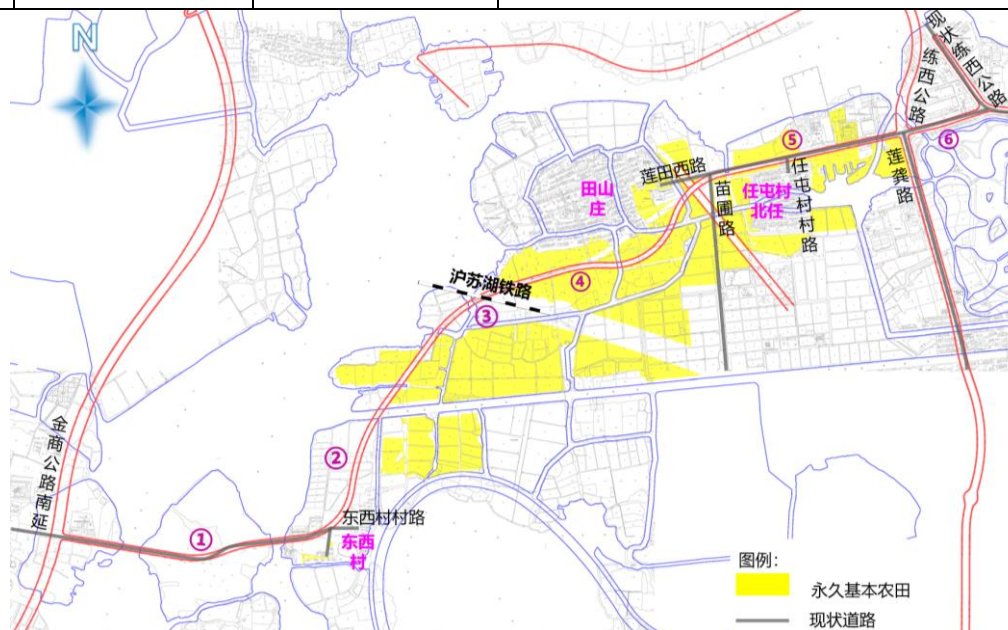 N
现状练西公路
练西公路
⑤
⑥
莲田西路
任屯村村路
莲龚路
田山
庄
苗圃路
任屯村
北任
沪苏湖铁路
④
③
金商公路南延
②
东西村村路
①
东西
村
图例：
永久基本农田
现状道路